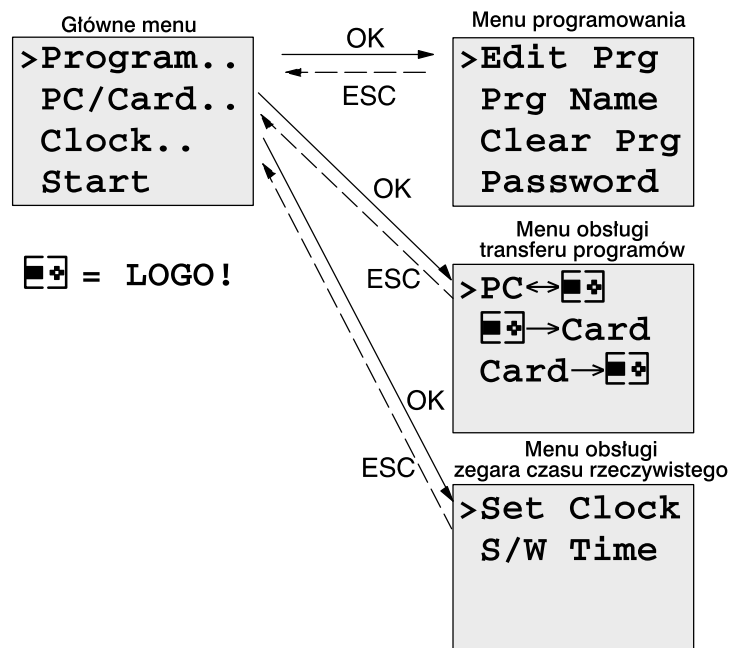 Główne menu
>Program..
PC/Card..
Clock..
Start
= LOGO!
OK
ESC
OK
ESC
OK
ESC
Menu programowania
>Edit Prg
Prg Name
Clear Prg
Password
Menu obsługi
transferu programów
>PC↔
→Card
Card→
Menu obsługi
zegara czasu rzeczywistego
>Set Clock
S/W Time